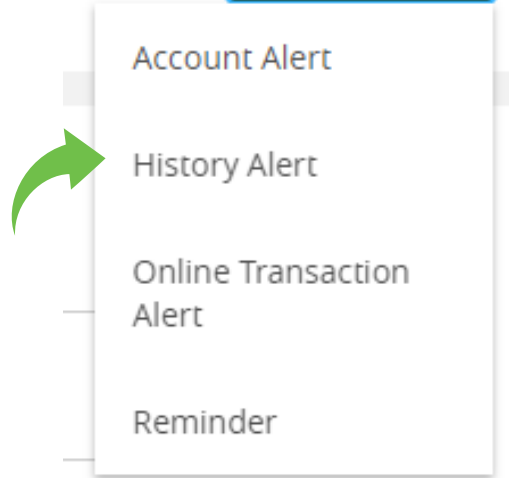 Account Alert
History Alert
Online Transaction
Alert
Reminder